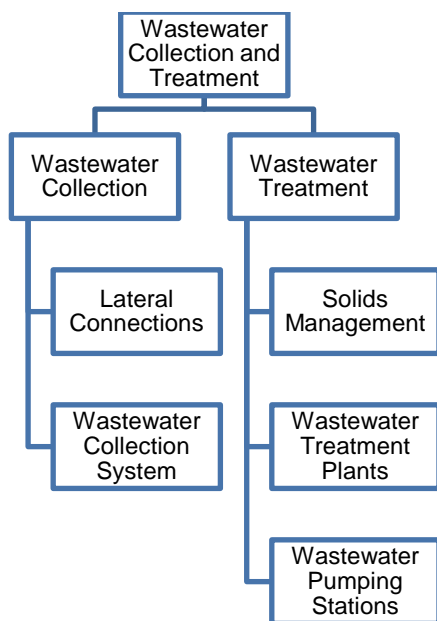 Wastewater
Collection and
Treatment
Wastewater
Collection
Wastewater
Treatment
Lateral
Connections
Solids
Management
Wastewater
Collection
System
Wastewater
Treatment
Plants
Wastewater
Pumping
Stations